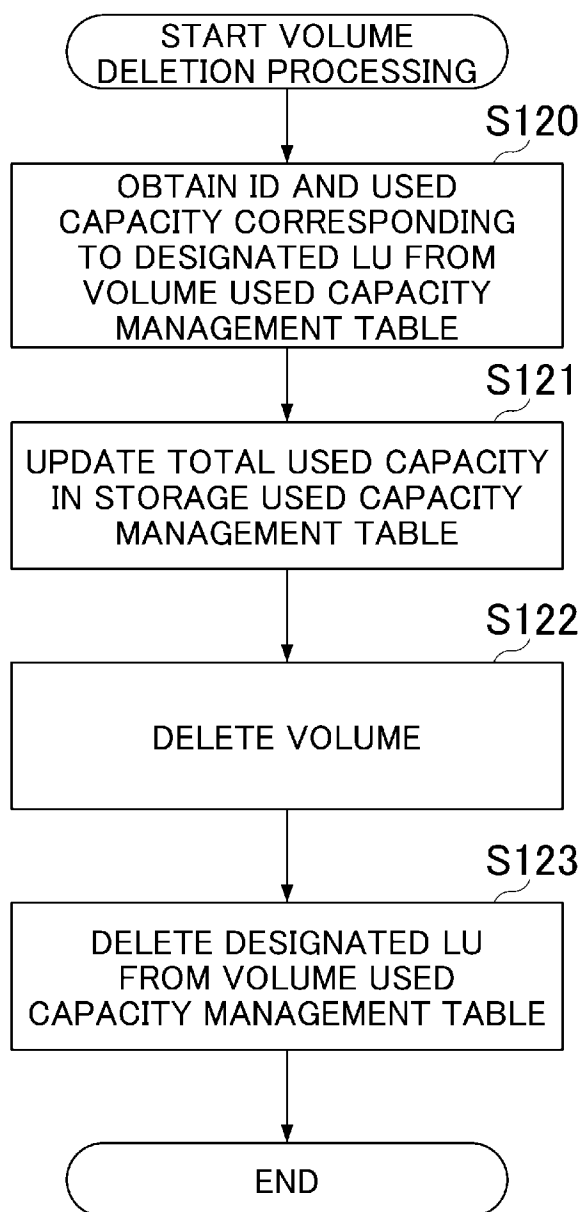 START VOLUME
DELETION PROCESSING
S120
OBTAIN ID AND USED
CAPACITY CORRESPONDING
TO DESIGNATED LU FROM
VOLUME USED CAPACITY
MANAGEMENT TABLE
S121
UPDATE TOTAL USED CAPACITY
IN STORAGE USED CAPACITY
MANAGEMENT TABLE
S122
DELETE VOLUME
S123
DELETE DESIGNATED LU
FROM VOLUME USED
CAPACITY MANAGEMENT TABLE
END